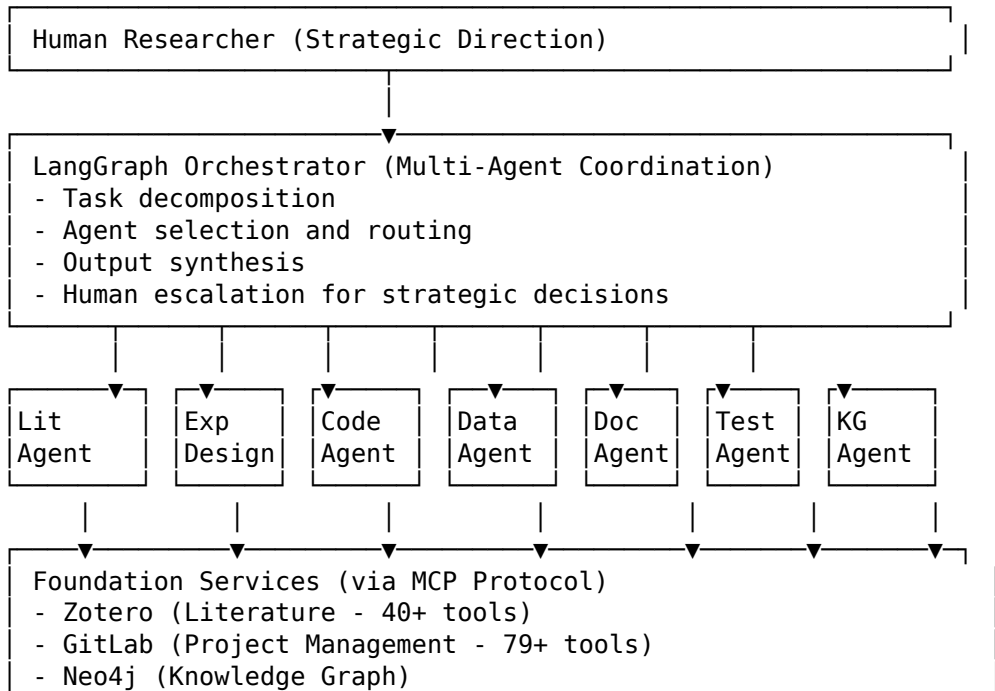 Human Researcher (Strategic Direction)
LangGraph Orchestrator (Multi-Agent Coordination)
- Task decomposition
- Agent selection and routing
- Output synthesis
- Human escalation for strategic decisions
Lit Exp Code Data Doc Test KG
Agent Design Agent Agent Agent Agent Agent
Foundation Services (via MCP Protocol)
- Zotero (Literature - 40+ tools)
- GitLab (Project Management - 79+ tools)
- Neo4j (Knowledge Graph)